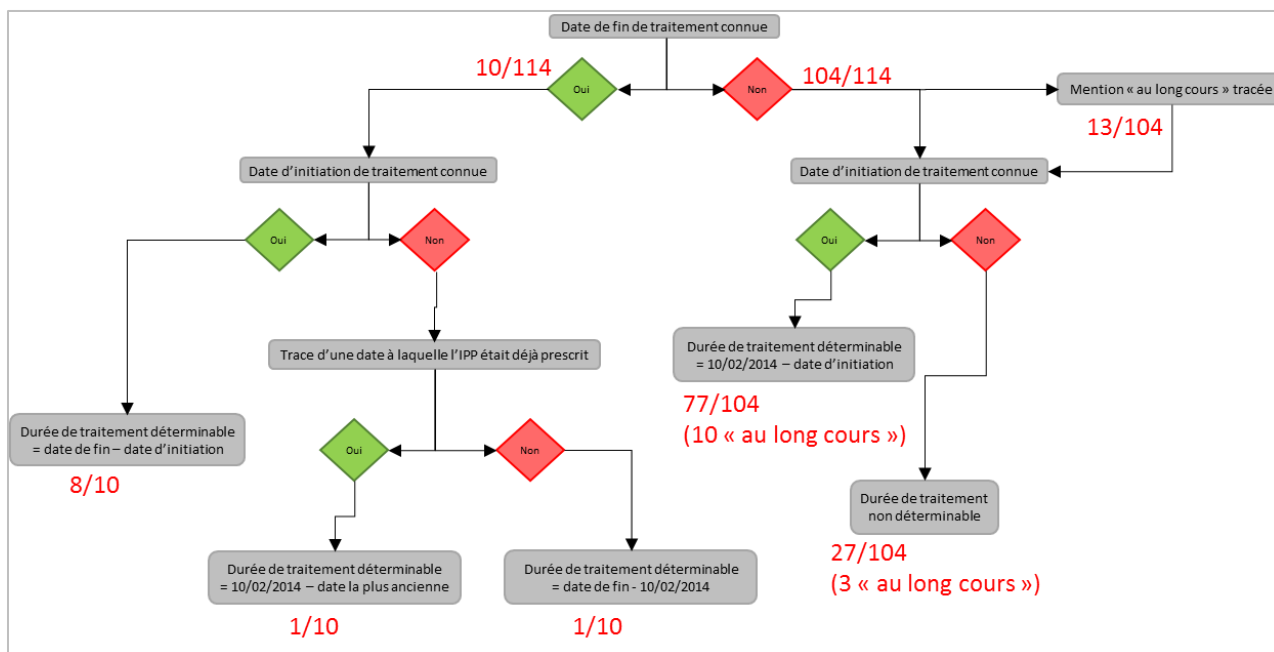 Date de fin de traitement connue
10/114
Oui
Non
104/114
Mention « au long cours » tracée
13/104
Date d'initiation de traitement connue
Date d'initiation de traitement connue
Oui
Non
Oui
Non
Trace d'une date à laquelle l'IPP était déjà prescrit
Durée de traitement déterminable
= 10/02/2014 – date d'initiation
77/104
(10 « au long cours »)
Durée de traitement déterminable
= date de fin – date d'initiation
8/10
Oui
Non
Durée de traitement
non déterminable
27/104
(3 « au long cours »)
Durée de traitement déterminable
= 10/02/2014 – date la plus ancienne
1/10
Durée de traitement déterminable
= date de fin - 10/02/2014
1/10